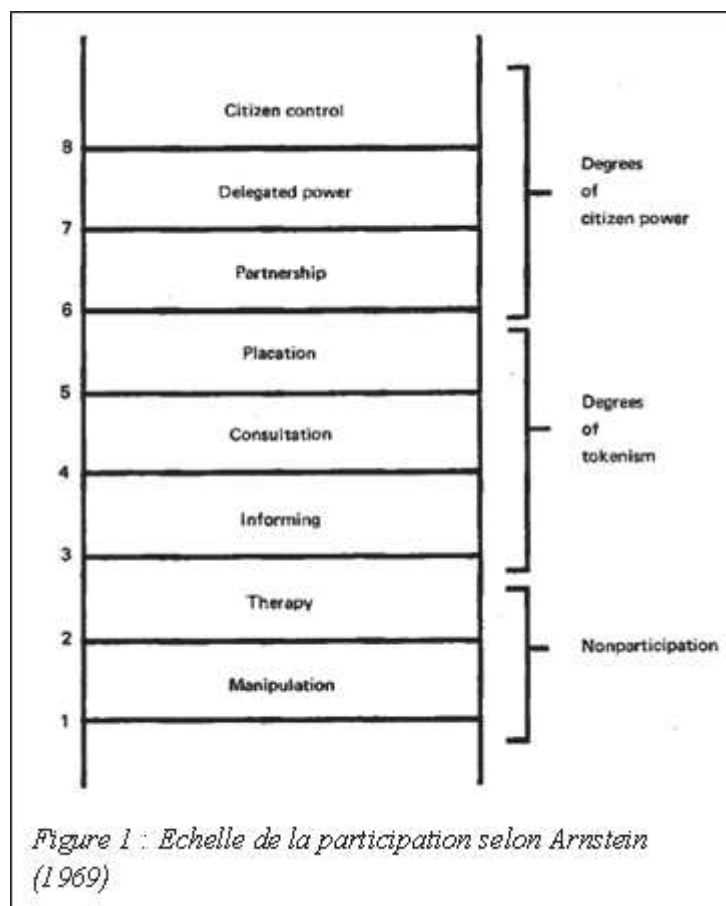 Citizen control
8
Delegated power
7
Partnership
6
Placation
5
Consultation
4
Informing
3
Therapy
2
Manipulation
1
Degrees
of
citizen power
Degrees
of
tokenism
Nonparticipation
Figure 1 : Echelle de la participation selon Arnstein
(1969)